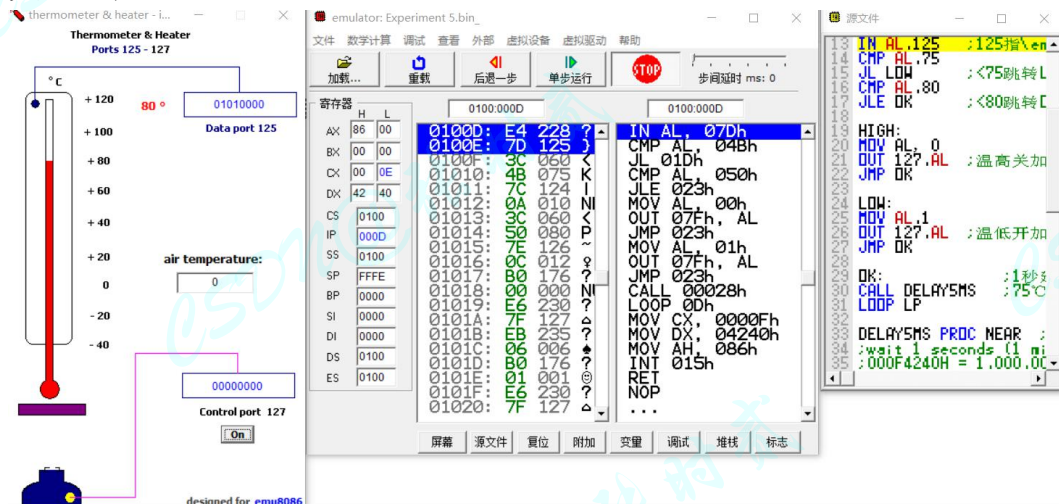 thermometer & heater - i...
Thermometer & Heater
Ports 125 - 127
°C
+ 120
+ 100
+ 80
+ 60
+ 40
+ 20
0
- 20
- 40
80 °
01010000
Data port 125
air temperature:
0
00000000
Control port 127
On
designed for emu8086
emulator: Experiment 5.bin_
文件 数学计算 调试 查看 外部 虚拟设备 虚拟驱动 帮助
加载...
重载
后退一步
单步运行
STOP
步间延时 ms: 0
寄存器
H L
AX 86 00
BX 00 00
CX 00 0E
DX 42 40
CS 0100
IP 000D
SS 0100
SP FFFE
BP 0000
SI 0000
DI 0000
DS 0100
ES 0100
0100:000D
0100D: E4 228 ?
0100E: 7D 125 }
0100F: 3C 060 <
01010: 4B 075 K
01011: 7C 124 |
01012: 0A 010 NI
01013: 3C 060 <
01014: 50 080 P
01015: 7E 126 ~
01016: 0C 012 ♀
01017: B0 176 ?
01018: 00 000 NU
01019: E6 230 ?
0101A: 7F 127 ⌂
0101B: EB 235 ?
0101C: 06 006 ♠
0101D: B0 176 ?
0101E: 01 001 ☺
0101F: E6 230 ?
01020: 7F 127 ⌂
0100:000D
IN AL, 07Dh
CMP AL, 04Bh
JL 01Dh
CMP AL, 050h
JLE 023h
MOV AL, 00h
OUT 07Fh, AL
JMP 023h
MOV AL, 01h
OUT 07Fh, AL
JMP 023h
CALL 00028h
LOOP 0Dh
MOV CX, 0000Fh
MOV DX, 04240h
MOV AH, 086h
INT 015h
RET
NOP
...
屏幕 源文件 复位 附加 变量 调试 堆栈 标志
源文件
13 IN AL,125 ;125指\en
14 CMP AL,75
15 JL LOW ;<75跳转L
16 CMP AL,80
17 JLE OK ;<80跳转
18
19 HIGH:
20 MOV AL, 0
21 OUT 127,AL ;温高关加
22 JMP OK
23
24 LOW:
25 MOV AL,1
26 OUT 127,AL ;温低开加
27 JMP OK
28
29 OK: ;1秒
30 CALL DELAY5MS ;75℃
31 LOOP LP
32
33 DELAY5MS PROC NEAR ;
34 ;wait 1 seconds (1 mi
35 ;000F4240H = 1,000,00